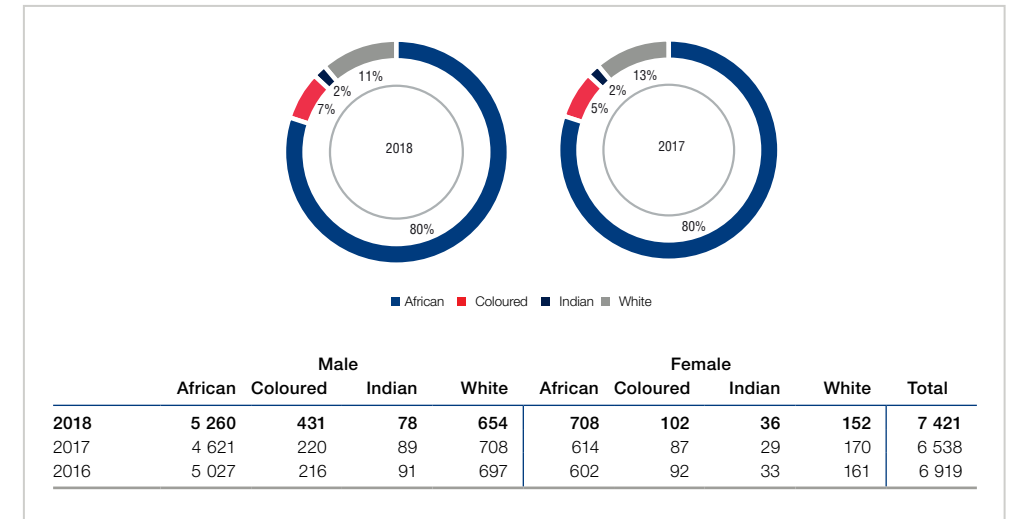 11%
2%
7%
2018
80%
13%
2%
5%
2017
80%
African Coloured Indian White
Male Female
African Coloured Indian White African Coloured Indian White Total
2018 5 260 431 78 654 708 102 36 152 7 421
2017 4 621 220 89 708 614 87 29 170 6 538
2016 5 027 216 91 697 602 92 33 161 6 919